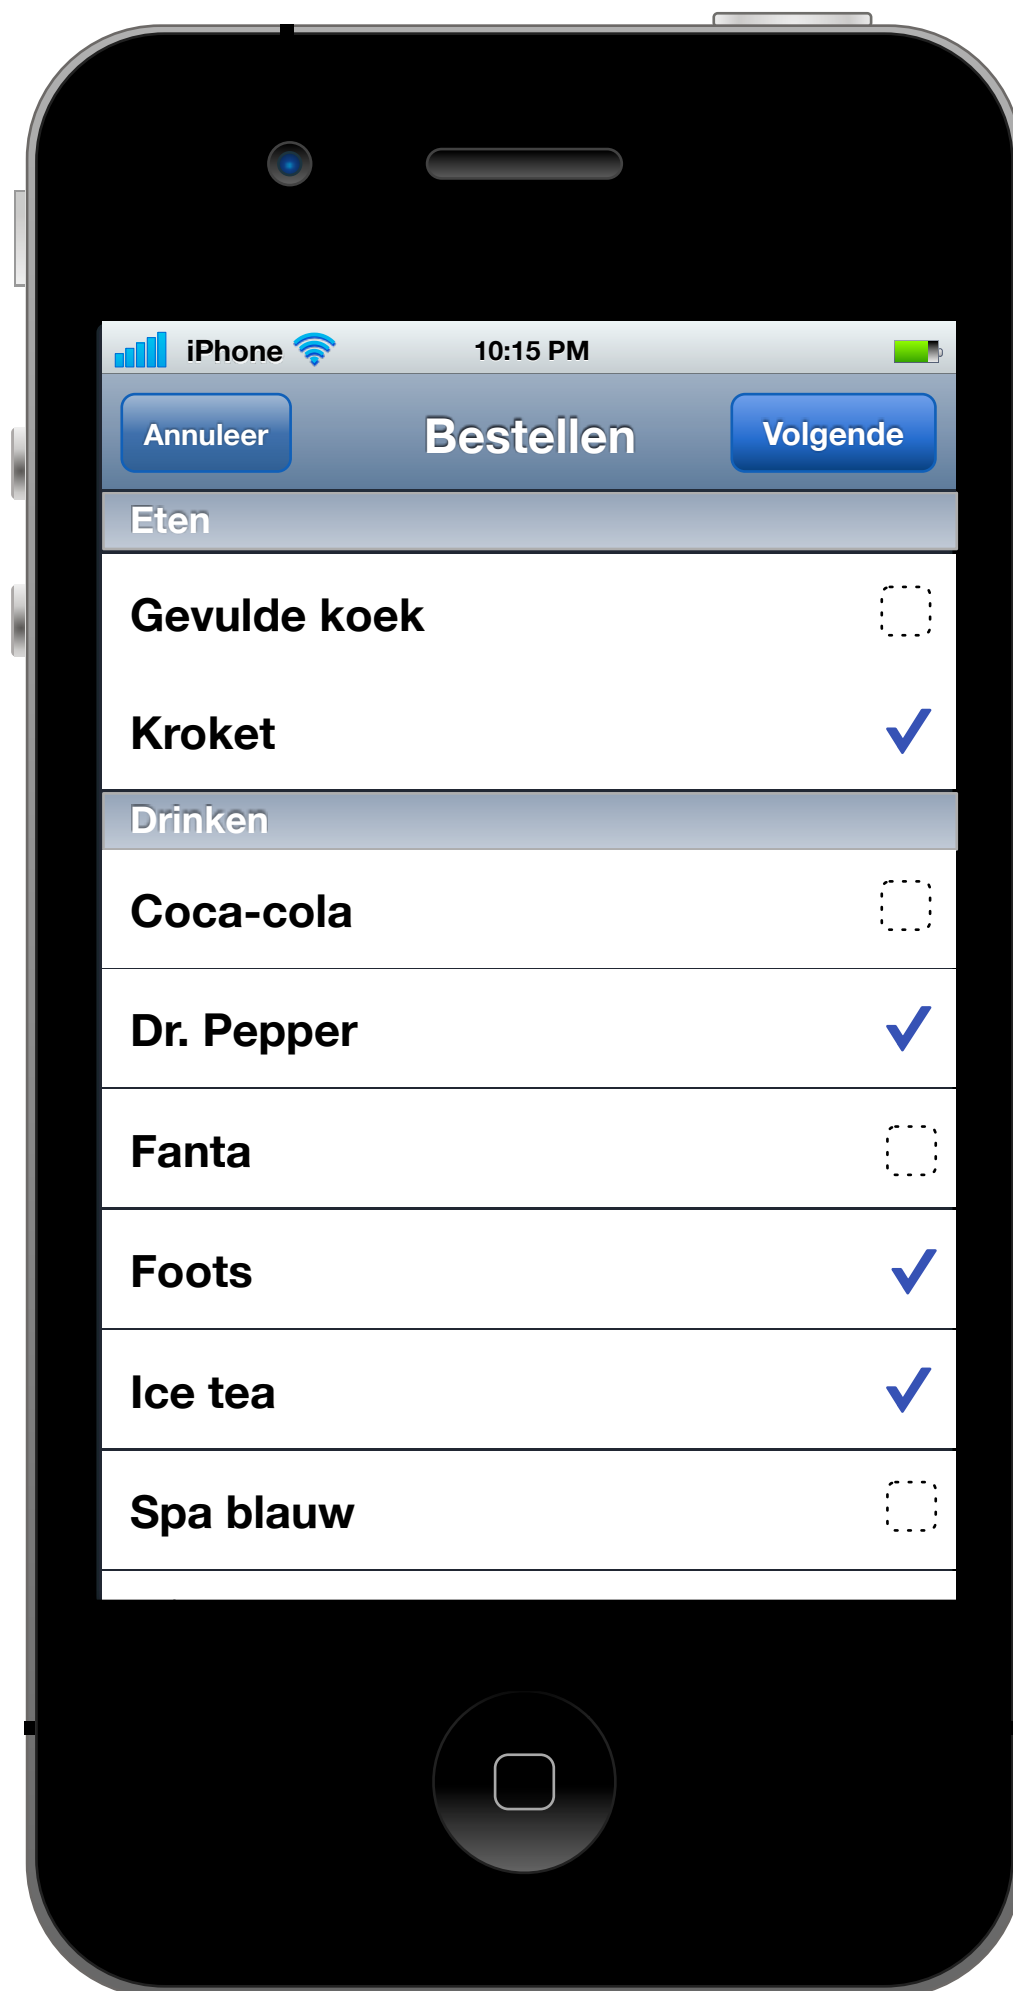 iPhone 10:15 PM
Annuleer Bestellen Volgende
Eten
Gevulde koek
Kroket
Drinken
Coca-cola
Dr. Pepper
Fanta
Foots
Ice tea
Spa blauw